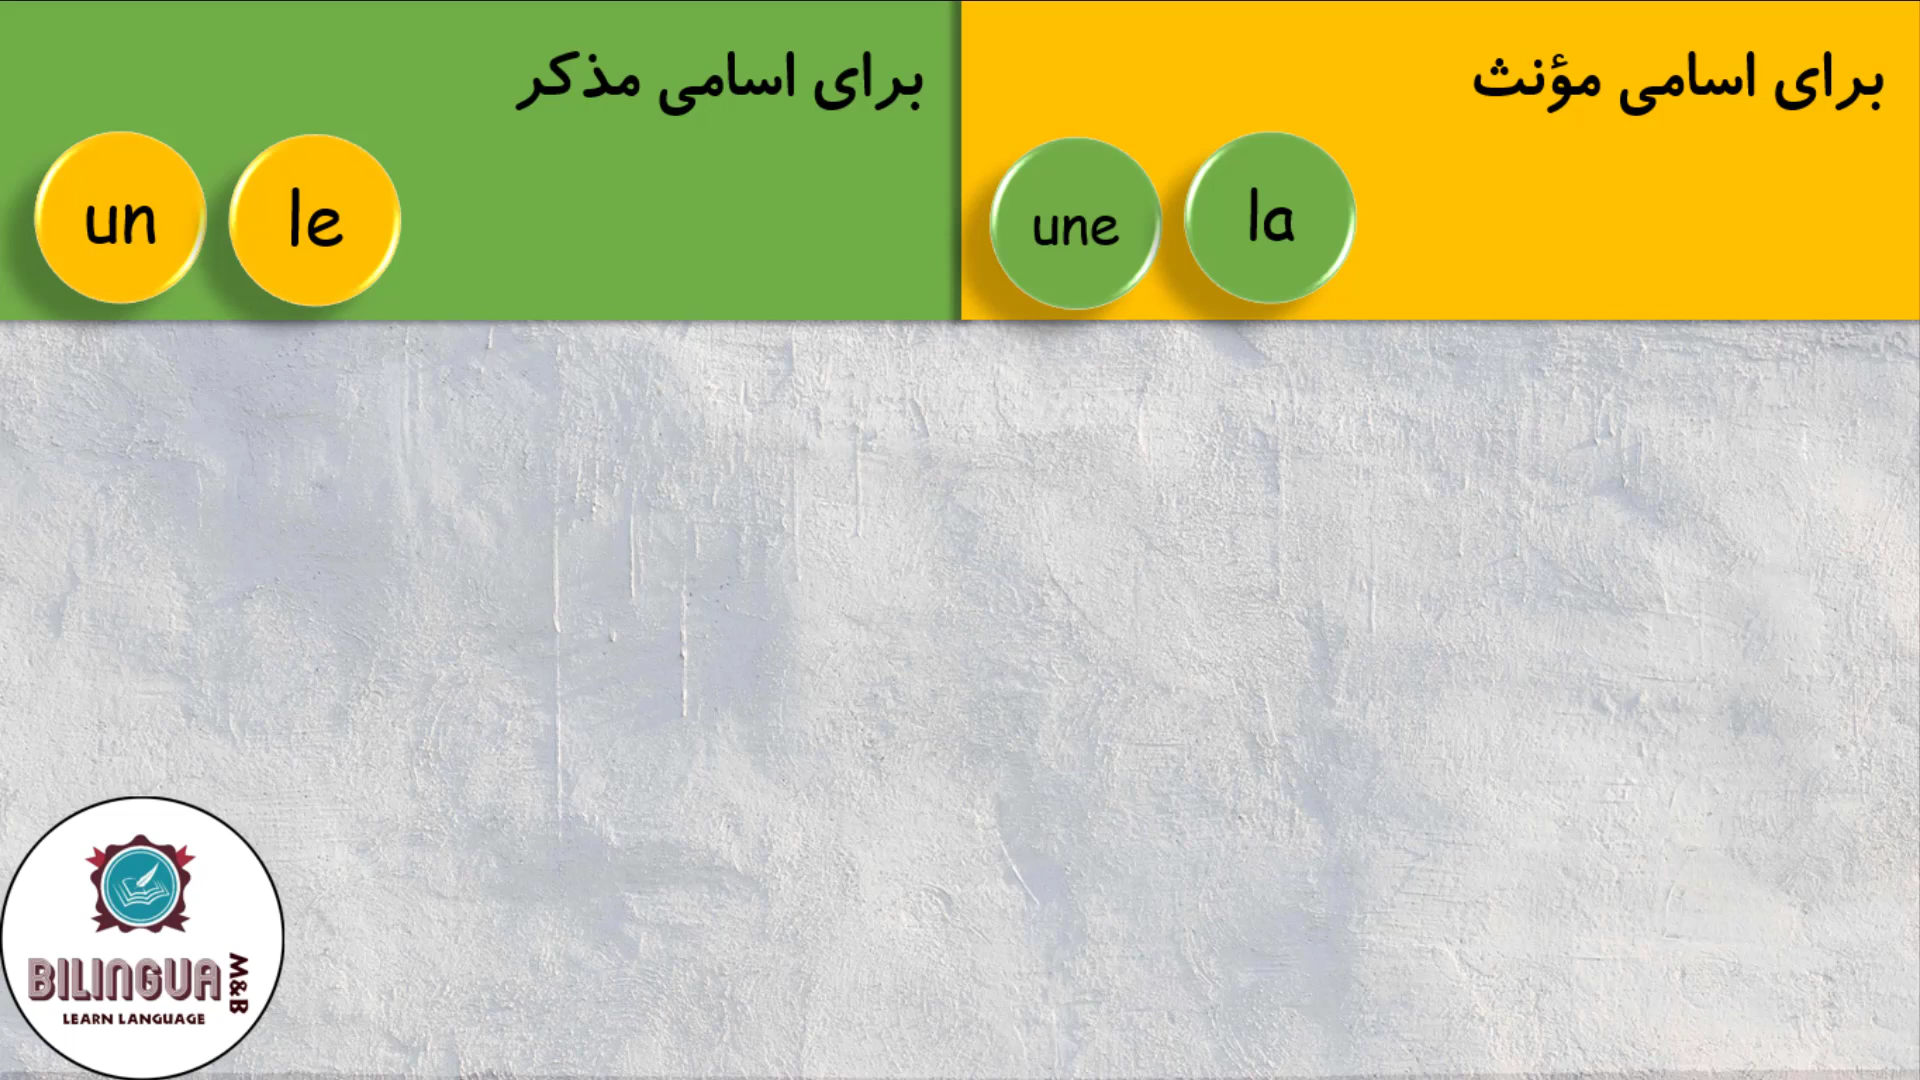 برای اسامی مذکر
un le
برای اسامی مؤنث
une la
BILINGUA M&B
LEARN LANGUAGE